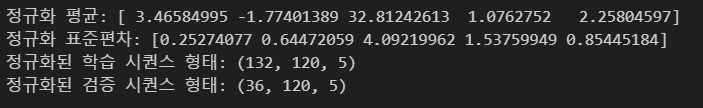 정규화 평균: [ 3.46584995 -1.77401389 32.81242613  1.0762752   2.25804597]
정규화 표준편차: [0.25274077 0.64472059 4.09219962 1.53759949 0.85445184]
정규화된 학습 시퀀스 형태: (132, 120, 5)
정규화된 검증 시퀀스 형태: (36, 120, 5)